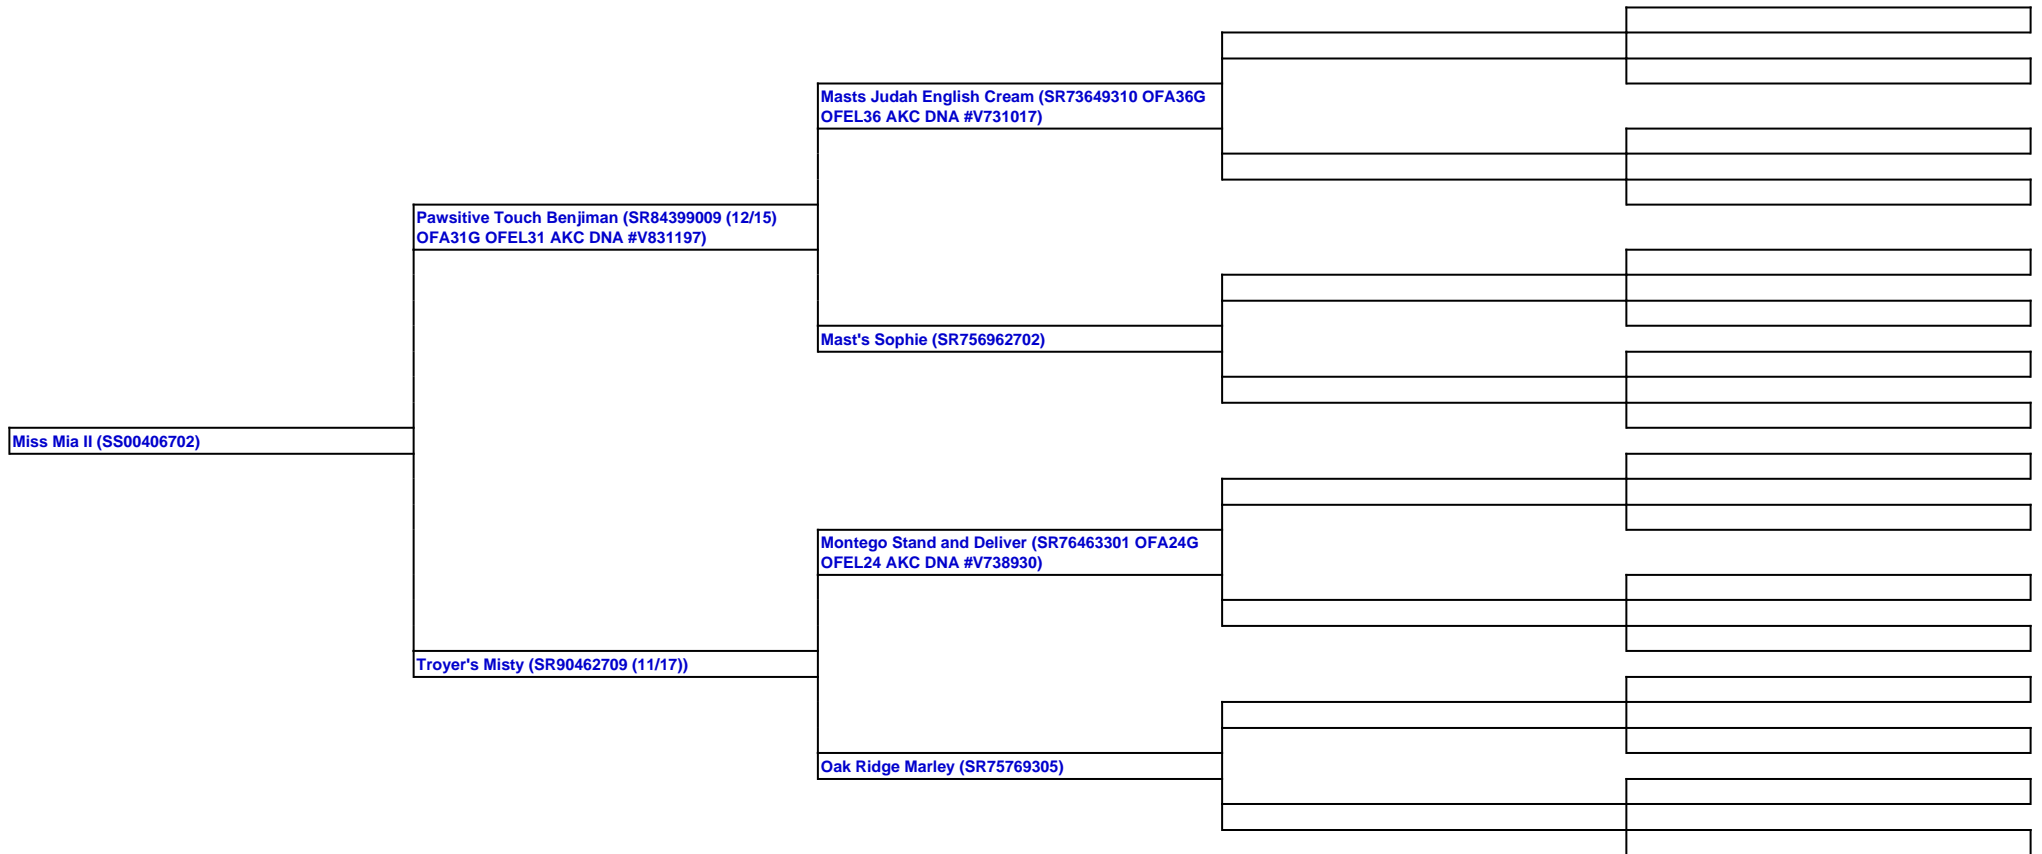 Masts Judah English Cream (SR73649310 OFA36G
OFEL36 AKC DNA #V731017)
Pawsitive Touch Benjiman (SR84399009 (12/15)
OFA31G OFEL31 AKC DNA #V831197)
Mast's Sophie (SR756962702)
Miss Mia II (SS00406702)
Montego Stand and Deliver (SR76463301 OFA24G
OFEL24 AKC DNA #V738930)
Troyer's Misty (SR90462709 (11/17))
Oak Ridge Marley (SR75769305)